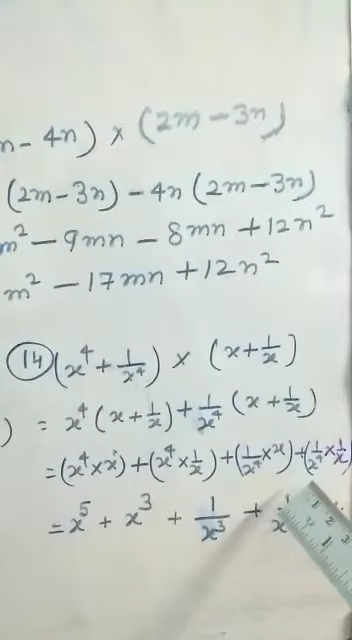 n - 4n) × (2m - 3n)
(2m - 3n) - 4n (2m - 3n)
m² - 9mn - 8mn + 12n²
m² - 17mn + 12n²
14 (x⁴ + 1/x⁴) × (x + 1/x)
) = x⁴ (x + 1/x) + 1/x⁴ (x + 1/x)
= (x⁴ × x) + (x⁴ × 1/x) + (1/x⁴ × x) + (1/x⁴ × 1/x)
= x⁵ + x³ + 1/x³ + 1/x